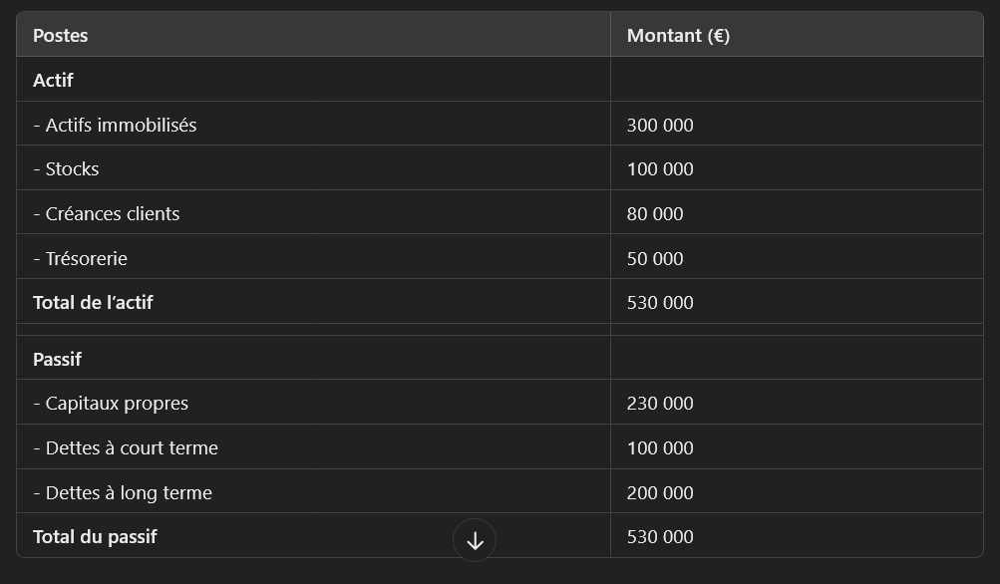 Postes Montant (€)
Actif
- Actifs immobilisés 300 000
- Stocks 100 000
- Créances clients 80 000
- Trésorerie 50 000
Total de l’actif 530 000
Passif
- Capitaux propres 230 000
- Dettes à court terme 100 000
- Dettes à long terme 200 000
Total du passif 530 000